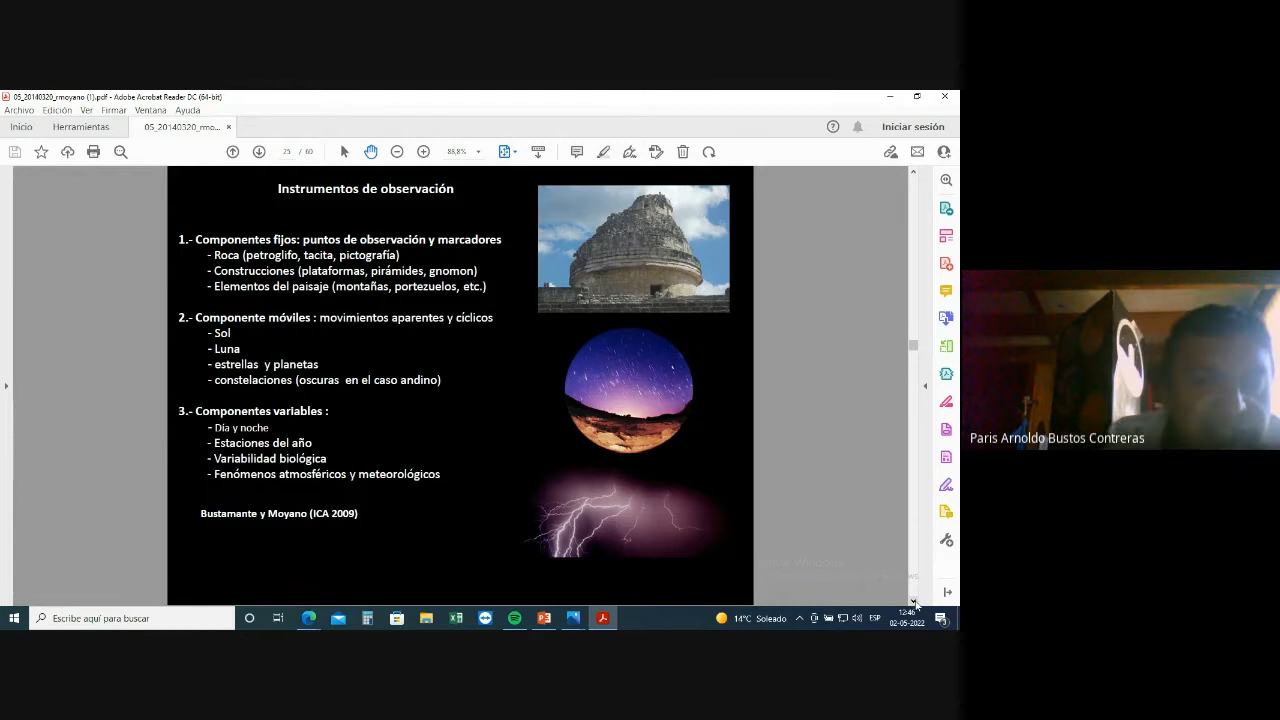 05_20140320_rmoyano (1).pdf - Adobe Acrobat Reader DC (64-bit)
Archivo Edición Ver Firmar Ventana Ayuda
Inicio Herramientas 05_20140320_rmo... × Iniciar sesión
25 / 60 88,8%
Instrumentos de observación
1.- Componentes fijos: puntos de observación y marcadores
- Roca (petroglifo, tacita, pictografía)
- Construcciones (plataformas, pirámides, gnomon)
- Elementos del paisaje (montañas, portezuelos, etc.)
2.- Componente móviles : movimientos aparentes y cíclicos
- Sol
- Luna
- estrellas y planetas
- constelaciones (oscuras en el caso andino)
3.- Componentes variables :
- Día y noche
- Estaciones del año
- Variabilidad biológica
- Fenómenos atmosféricos y meteorológicos
Bustamante y Moyano (ICA 2009)
Paris Arnoldo Bustos Contreras
Escribe aquí para buscar
14°C Soleado
ESP
12:46
02-05-2022